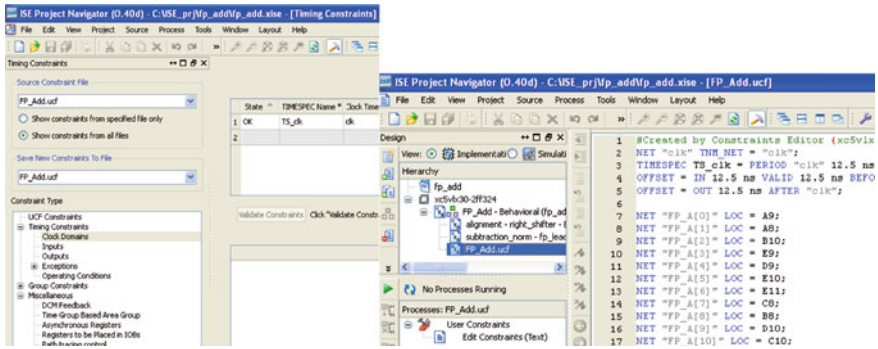 ISE Project Navigator (O.40d) - C:\ISE_prj\fp_add\fp_add.xise - [Timing Constraints]
File Edit View Project Source Process Tools Window Layout Help
Timing Constraints
Source Constraint File
FP_Add.ucf
Show constraints from specified file only
Show constraints from all files
Save New Constraints To File
FP_Add.ucf
Constraint Type
UCF Constraints
Timing Constraints
Clock Domains
Inputs
Outputs
Exceptions
Operating Conditions
Group Constraints
Miscellaneous
DCM Feedback
Time Group Based Area Group
Asynchronous Registers
Registers to be Placed in IOBs
Path tracing control
State TIMESPEC Name * Clock Time
1 OK TS_clk clk
2
Validate Constraints Click "Validate Constr
ISE Project Navigator (O.40d) - C:\ISE_prj\fp_add\fp_add.xise - [FP_Add.ucf]
File Edit View Project Source Process Tools Window Layout Help
Design
View: Implementati Simulati
Hierarchy
fp_add
xc5vlx30-2ff324
FP_Add - Behavioral (fp_ad
alignment - right_shifter -
subtraction_norm - fp_lead
FP_Add.ucf
No Processes Running
Processes: FP_Add.ucf
User Constraints
Edit Constraints (Text)
1 #Created by Constraints Editor (xc5vlx
2 NET "clk" TNM_NET = "clk";
3 TIMESPEC TS_clk = PERIOD "clk" 12.5 ns
4 OFFSET = IN 12.5 ns VALID 12.5 ns BEFO
5 OFFSET = OUT 12.5 ns AFTER "clk";
6
7 NET "FP_A[0]" LOC = A9;
8 NET "FP_A[1]" LOC = A8;
9 NET "FP_A[2]" LOC = B10;
10 NET "FP_A[3]" LOC = E9;
11 NET "FP_A[4]" LOC = D9;
12 NET "FP_A[5]" LOC = E10;
13 NET "FP_A[6]" LOC = E11;
14 NET "FP_A[7]" LOC = C8;
15 NET "FP_A[8]" LOC = B8;
16 NET "FP_A[9]" LOC = D10;
17 NET "FP_A[10]" LOC = C10;